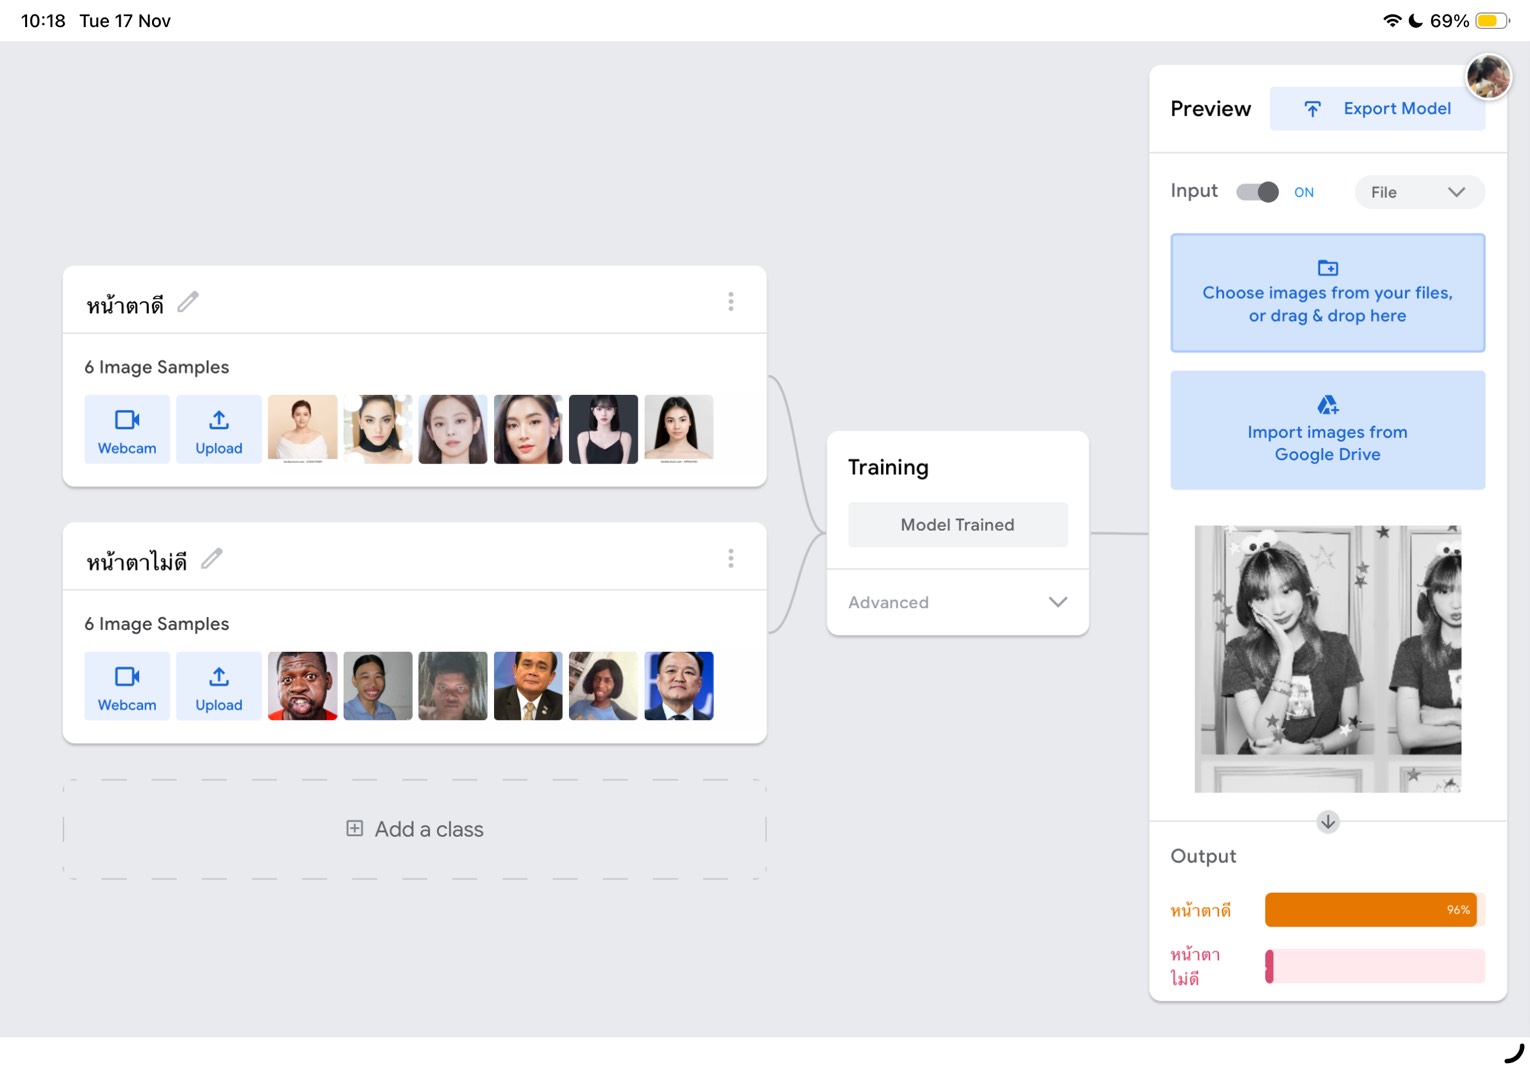 10:18 Tue 17 Nov
69%
Preview
Export Model
Input
ON
File
Choose images from your files,
or drag & drop here
Import images from
Google Drive
หน้าตาดี
6 Image Samples
Webcam
Upload
หน้าตาไม่ดี
6 Image Samples
Webcam
Upload
Add a class
Training
Model Trained
Advanced
Output
หน้าตาดี
96%
หน้าตา
ไม่ดี